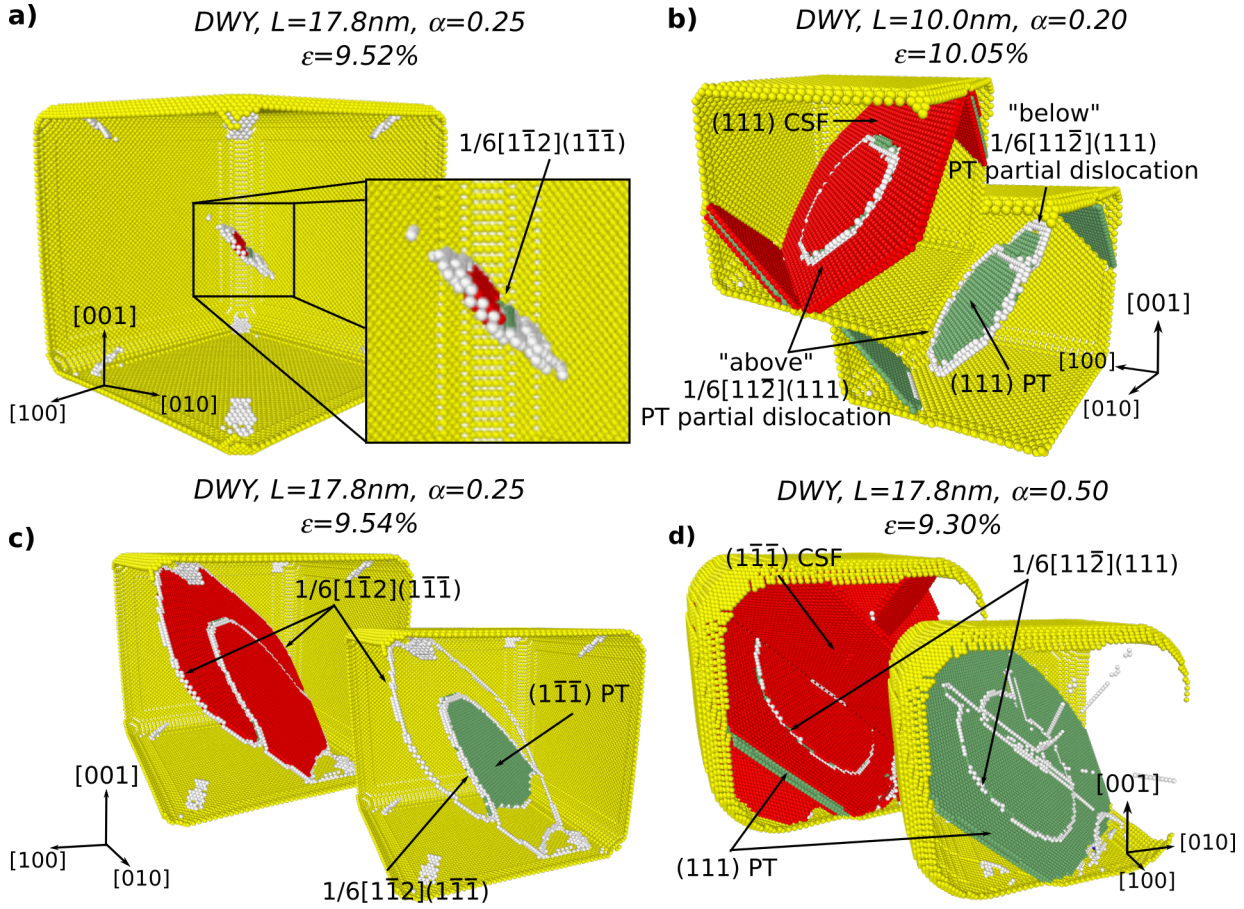 a)
DWY, L=17.8nm, α=0.25
ε=9.52%
1/6[11̅2](11̅1̅)
[001]
[100]
[010]
b)
DWY, L=10.0nm, α=0.20
ε=10.05%
(111) CSF
"below"
1/6[112̅](111)
PT partial dislocation
[001]
[100]
[010]
"above"
1/6[112̅](111)
PT partial dislocation
(111) PT
c)
DWY, L=17.8nm, α=0.25
ε=9.54%
1/6[11̅2](11̅1̅)
(11̅1̅) PT
[001]
[100]
[010]
1/6[11̅2](11̅1̅)
d)
DWY, L=17.8nm, α=0.50
ε=9.30%
(11̅1̅) CSF
1/6[112̅](111)
[001]
[010]
[100]
(111) PT